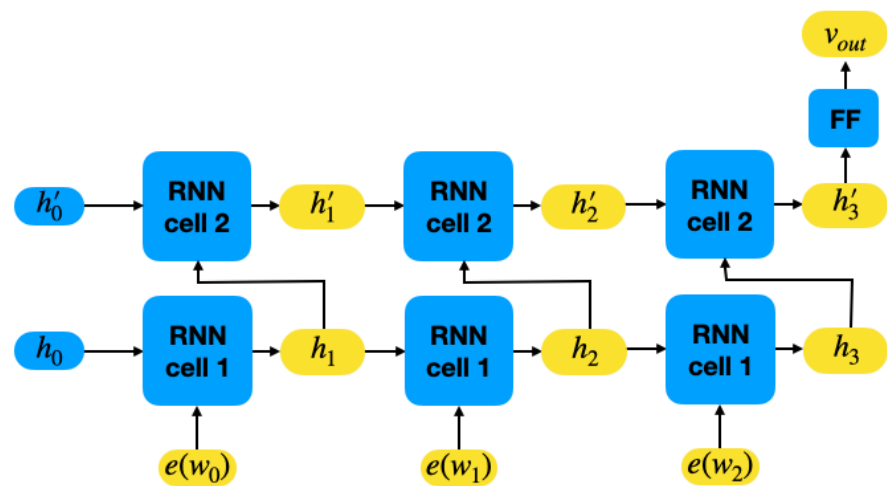 v_out
FF
h′_0
RNN
cell 2
h′_1
RNN
cell 2
h′_2
RNN
cell 2
h′_3
h_0
RNN
cell 1
h_1
RNN
cell 1
h_2
RNN
cell 1
h_3
e(w_0)
e(w_1)
e(w_2)